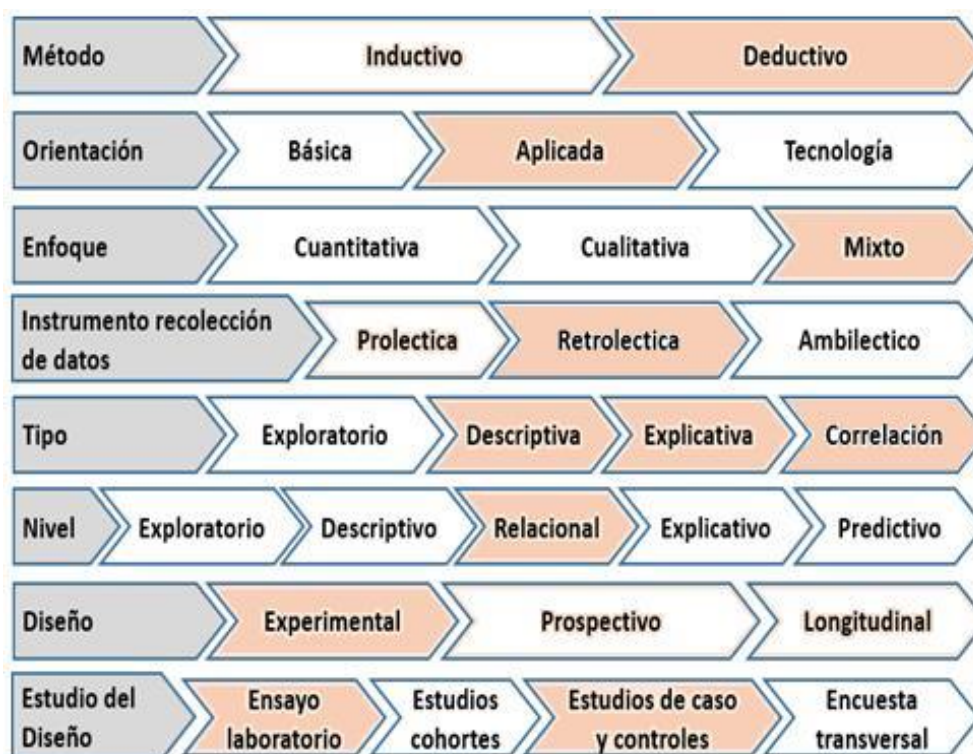 Método Inductivo Deductivo
Orientación Básica Aplicada Tecnología
Enfoque Cuantitativa Cualitativa Mixto
Instrumento recolección
de datos Prolectica Retrolectica Ambilectico
Tipo Exploratorio Descriptiva Explicativa Correlación
Nivel Exploratorio Descriptivo Relacional Explicativo Predictivo
Diseño Experimental Prospectivo Longitudinal
Estudio del Ensayo Estudios Estudios de caso Encuesta
Diseño laboratorio cohortes y controles transversal